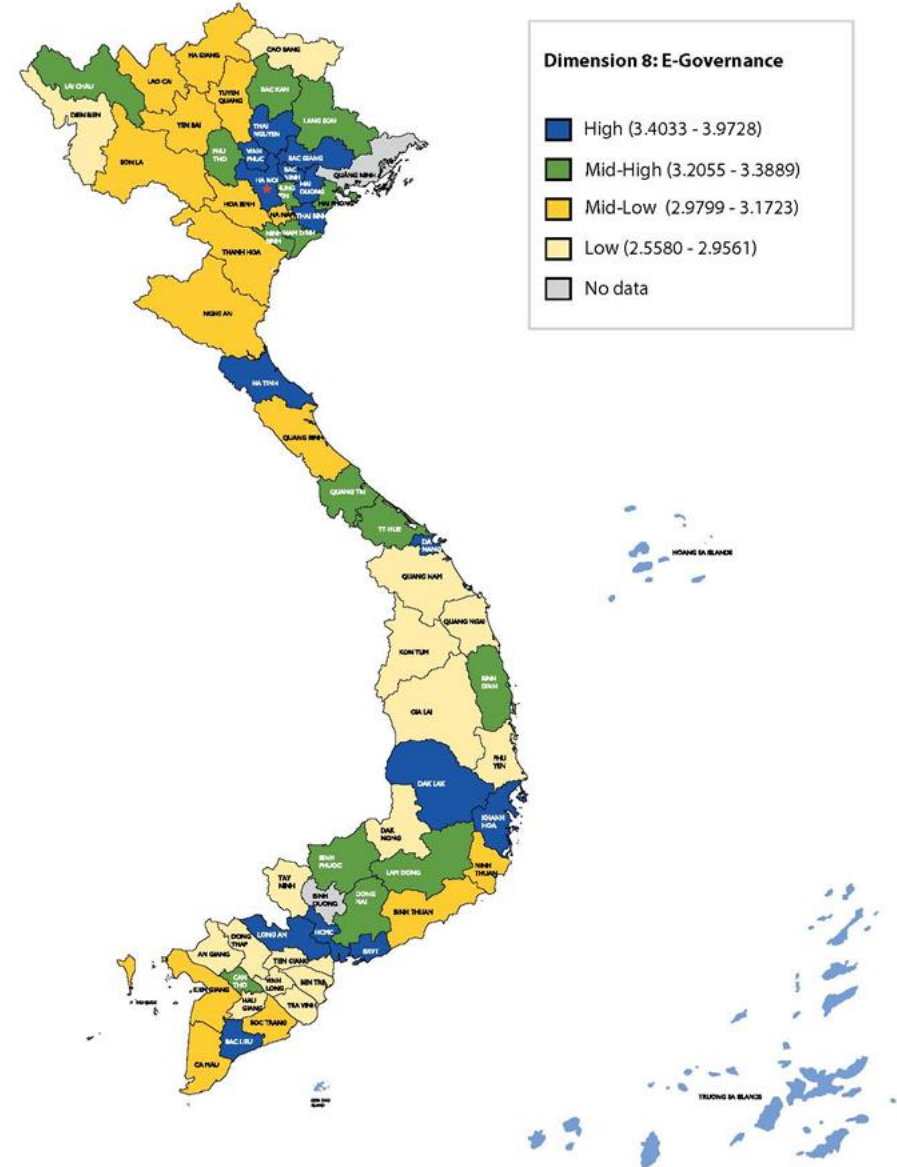 Dimension 8: E-Governance
High (3.4033 - 3.9728)
Mid-High (3.2055 - 3.3889)
Mid-Low (2.9799 - 3.1723)
Low (2.5580 - 2.9561)
No data
HA GIANG
CAO BANG
LAI CHAU
LAO CAI
BAC KAN
TUYEN
QUANG
DIEN BIEN
LANG SON
YEN BAI
THAI
NGUYEN
PHU
THO
VINH
PHUC
BAC GIANG
SON LA
BAC
NINH
QUANG NINH
HA NOI
HUNG
YEN
HAI
DUONG
HAI PHONG
HOA BINH
HA NAM
THAI BINH
NINH
BINH
NAM DINH
THANH HOA
NGHE AN
HA TINH
QUANG BINH
QUANG TRI
TT-HUE
DA
NANG
HOANG SA ISLANDS
QUANG NAM
QUANG NGAI
KON TUM
BINH
DINH
GIA LAI
PHU
YEN
DAK LAK
KHANH
HOA
DAK
NONG
BINH
PHUOC
LAM DONG
NINH
THUAN
TAY
NINH
BINH
DUONG
DONG
NAI
BINH THUAN
LONG AN
HCMC
BRVT
DONG
THAP
AN GIANG
TIEN GIANG
CAN
THO
VINH
LONG
BEN TRE
KIEN GIANG
HAU
GIANG
TRA VINH
SOC TRANG
BAC LIEU
CA MAU
TRUONG SA ISLANDS